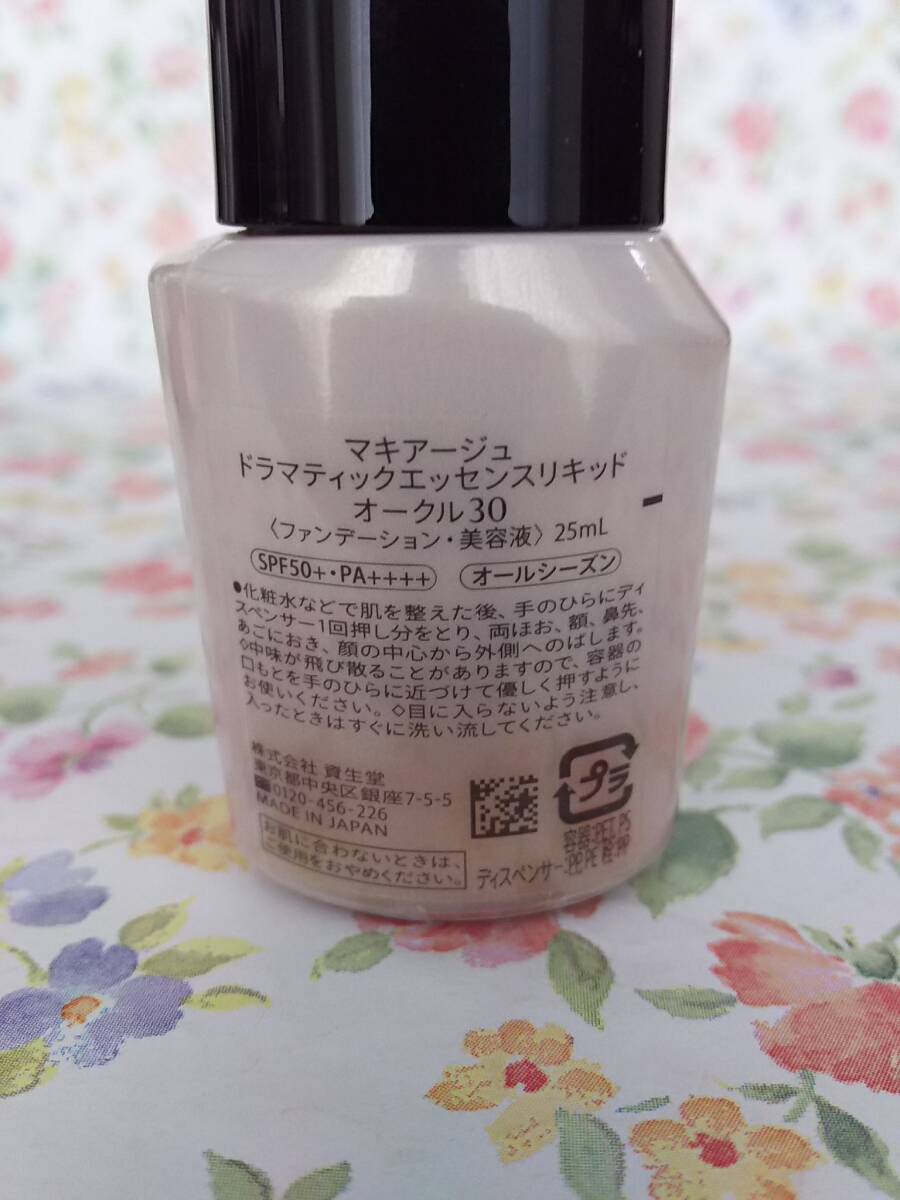 マキアージュ
ドラマティックエッセンスリキッド
オークル30
〈ファンデーション・美容液〉25mL
SPF50+・PA++++ オールシーズン
●化粧水などで肌を整えた後、手のひらにディ
スペンサー1回押し分をとり、両ほお、額、鼻先、
あごにおき、顔の中心から外側へのばします。
◇中味が飛び散ることがありますので、容器の
口もとを手のひらに近づけて優しく押すように
お使いください。◇目に入らないよう注意し、
入ったときはすぐに洗い流してください。
株式会社 資生堂
東京都中央区銀座7-5-5
☎0120-456-226
MADE IN JAPAN
お肌に合わないときは、
ご使用をおやめください。
プラ
容器:PET,PS
ディスペンサー:PP,PE 栓:PP